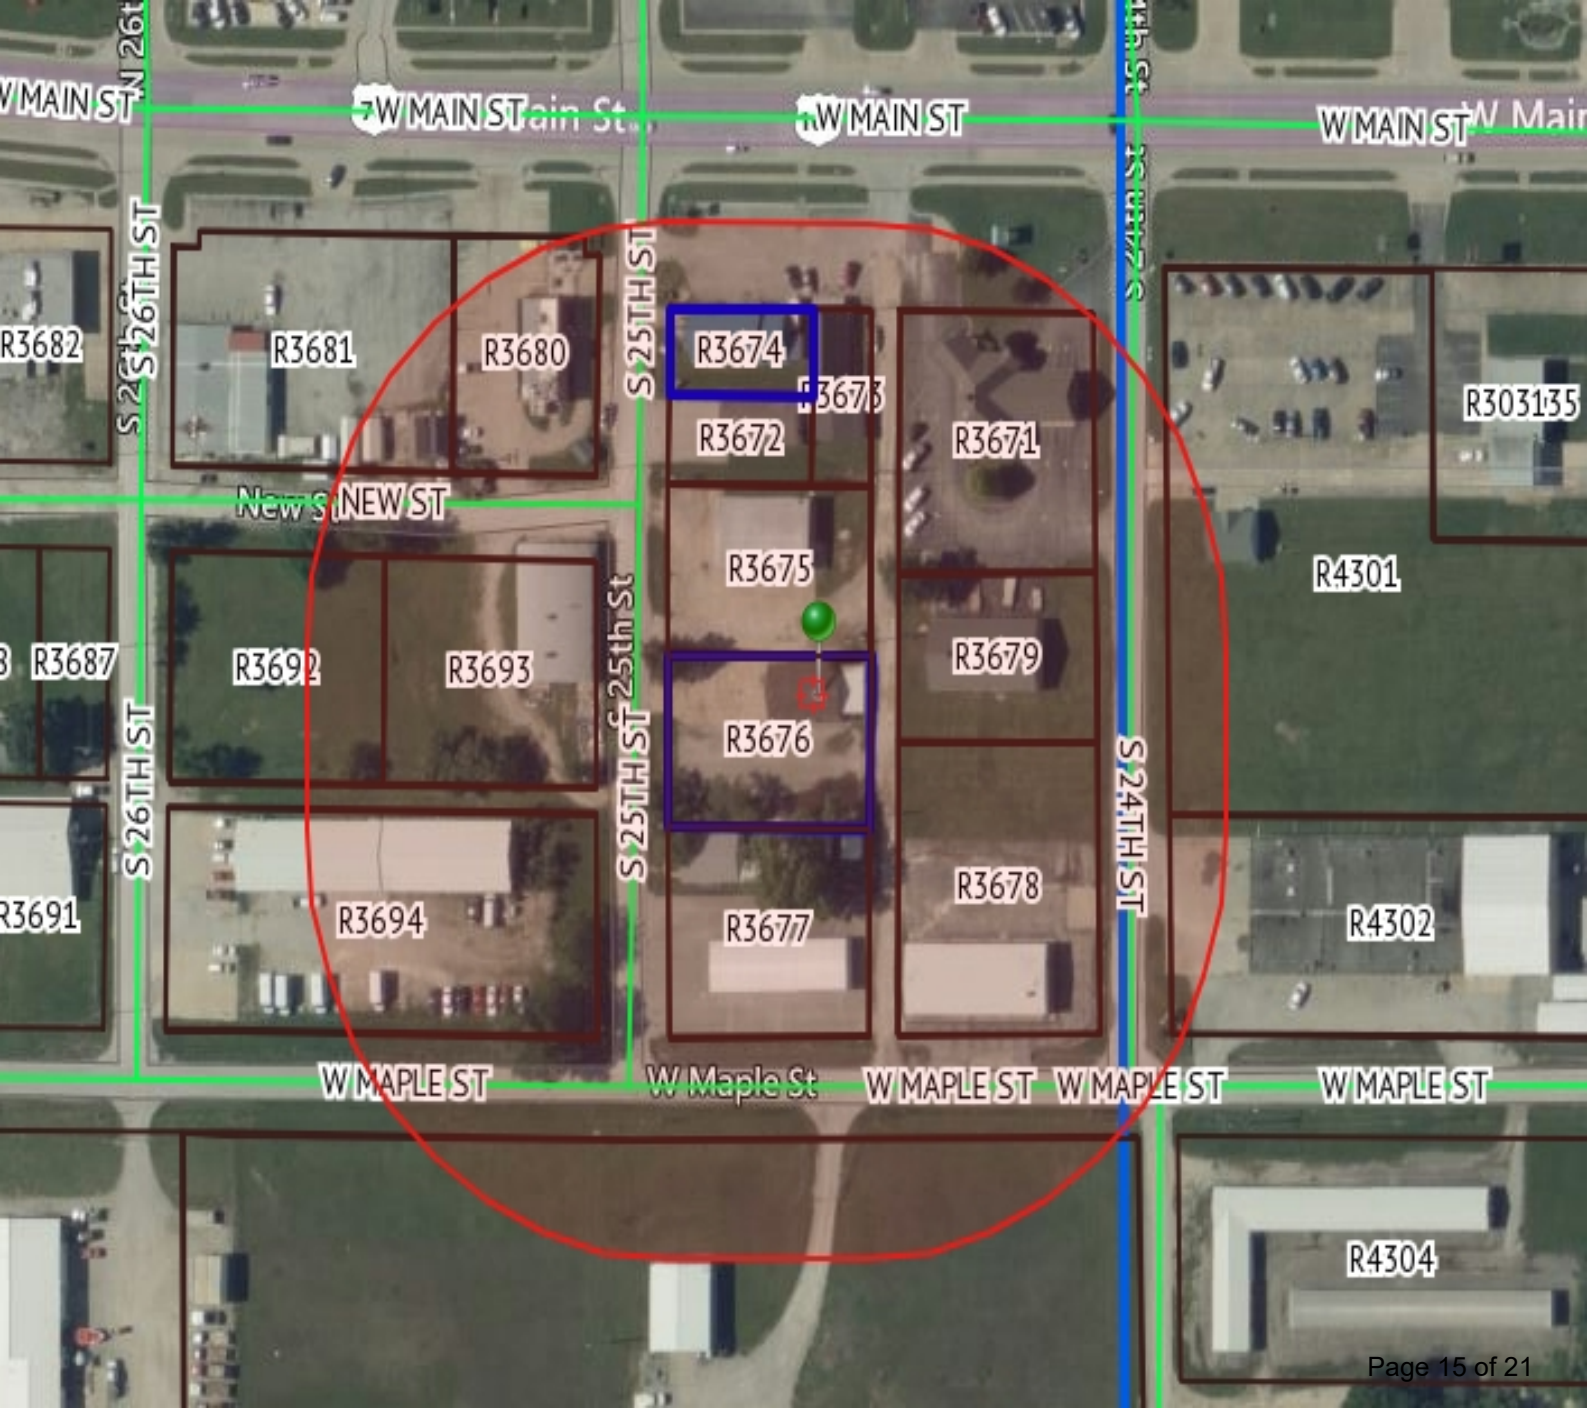 N 26t
W MAIN ST
W MAIN ST
ain St
W MAIN ST
W MAIN ST
W Main
S 24th St
S 26TH ST
S 25TH ST
R3682
R3681
R3680
R3674
R3673
R3672
R3671
R303135
New S
NEW ST
R3675
R4301
R3687
R3692
R3693
S 25th St
R3679
R3676
S 26TH ST
S 25TH ST
S 24TH ST
R3691
R3694
R3677
R3678
R4302
W MAPLE ST
W Maple St
W MAPLE ST
W MAPLE ST
W MAPLE ST
R4304
Page 15 of 21